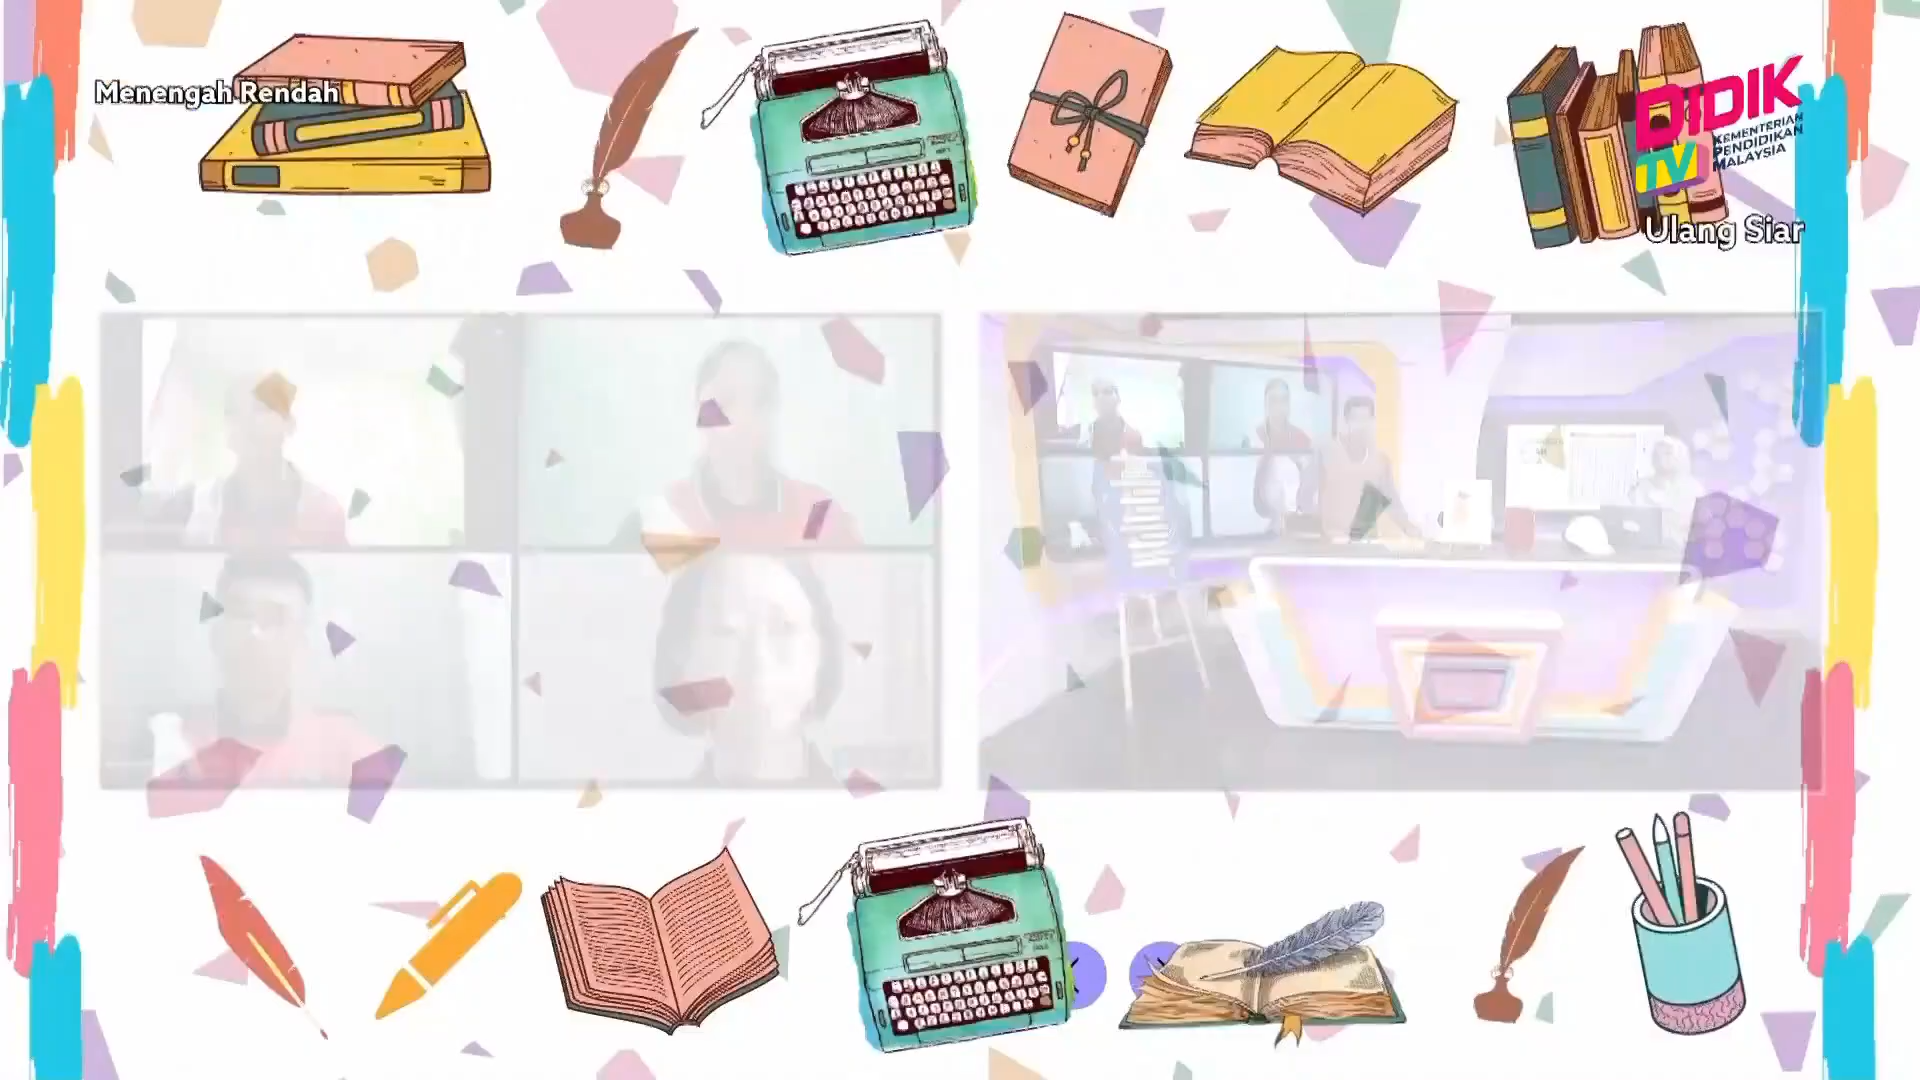 Menengah Rendah
DIDIK
TV
KEMENTERIAN
PENDIDIKAN
MALAYSIA
Ulang Siar